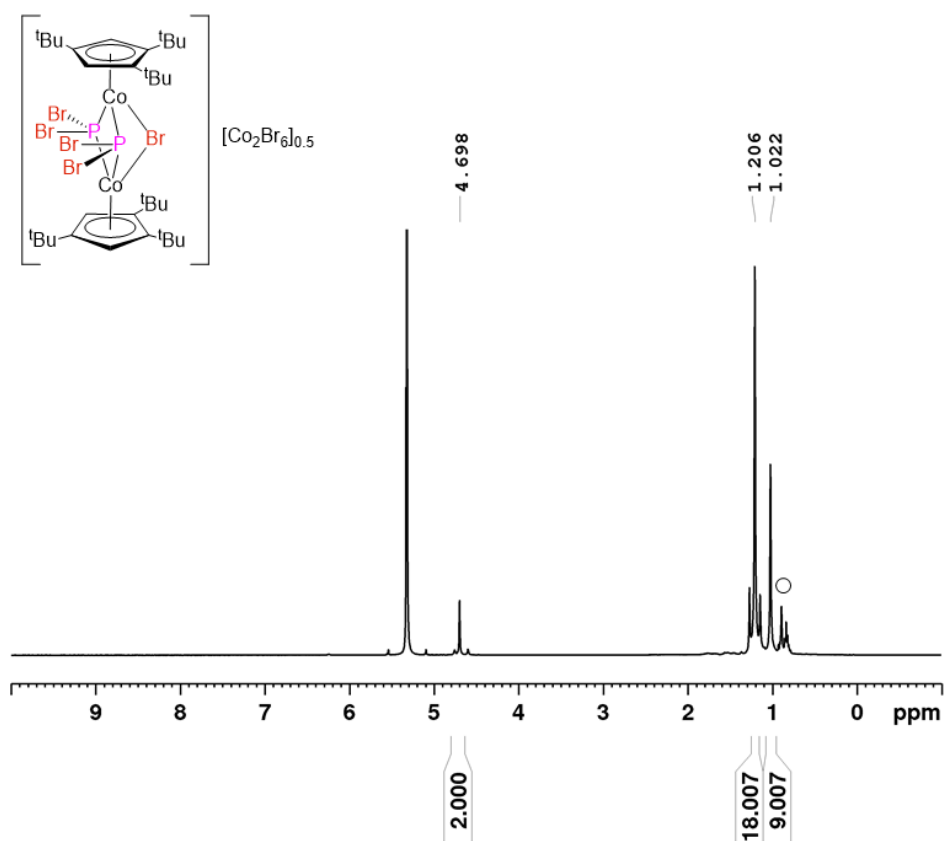 tBu tBu
tBu
Co
Br
Br P Br
Br P
Br
Co
tBu
tBu tBu
[Co2Br6]0.5
4.698
1.206
1.022
9 8 7 6 5 4 3 2 1 0 ppm
2.000
18.007
9.007